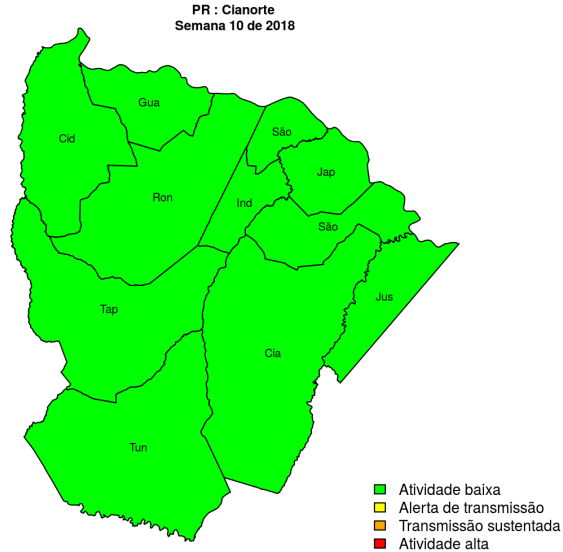 PR : Cianorte
Semana 10 de 2018
Gua
São
Cid
Jap
Ron
Ind
São
Jus
Tap
Cia
Tun
Atividade baixa
Alerta de transmissão
Transmissão sustentada
Atividade alta